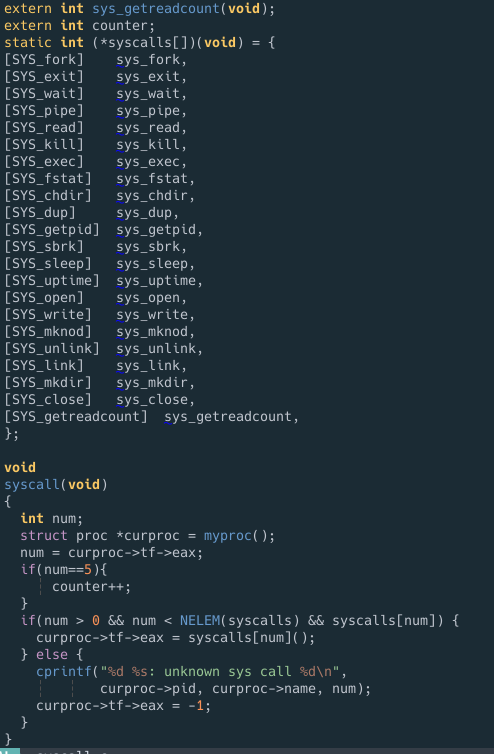 extern int sys_getreadcount(void);
extern int counter;
static int (*syscalls[])(void) = {
[SYS_fork]    sys_fork,
[SYS_exit]    sys_exit,
[SYS_wait]    sys_wait,
[SYS_pipe]    sys_pipe,
[SYS_read]    sys_read,
[SYS_kill]    sys_kill,
[SYS_exec]    sys_exec,
[SYS_fstat]   sys_fstat,
[SYS_chdir]   sys_chdir,
[SYS_dup]     sys_dup,
[SYS_getpid]  sys_getpid,
[SYS_sbrk]    sys_sbrk,
[SYS_sleep]   sys_sleep,
[SYS_uptime]  sys_uptime,
[SYS_open]    sys_open,
[SYS_write]   sys_write,
[SYS_mknod]   sys_mknod,
[SYS_unlink]  sys_unlink,
[SYS_link]    sys_link,
[SYS_mkdir]   sys_mkdir,
[SYS_close]   sys_close,
[SYS_getreadcount]  sys_getreadcount,
};

void
syscall(void)
{
  int num;
  struct proc *curproc = myproc();
  num = curproc->tf->eax;
  if(num==5){
      counter++;
  }
  if(num > 0 && num < NELEM(syscalls) && syscalls[num]) {
    curproc->tf->eax = syscalls[num]();
  } else {
    cprintf("%d %s: unknown sys call %d\n",
            curproc->pid, curproc->name, num);
    curproc->tf->eax = -1;
  }
}